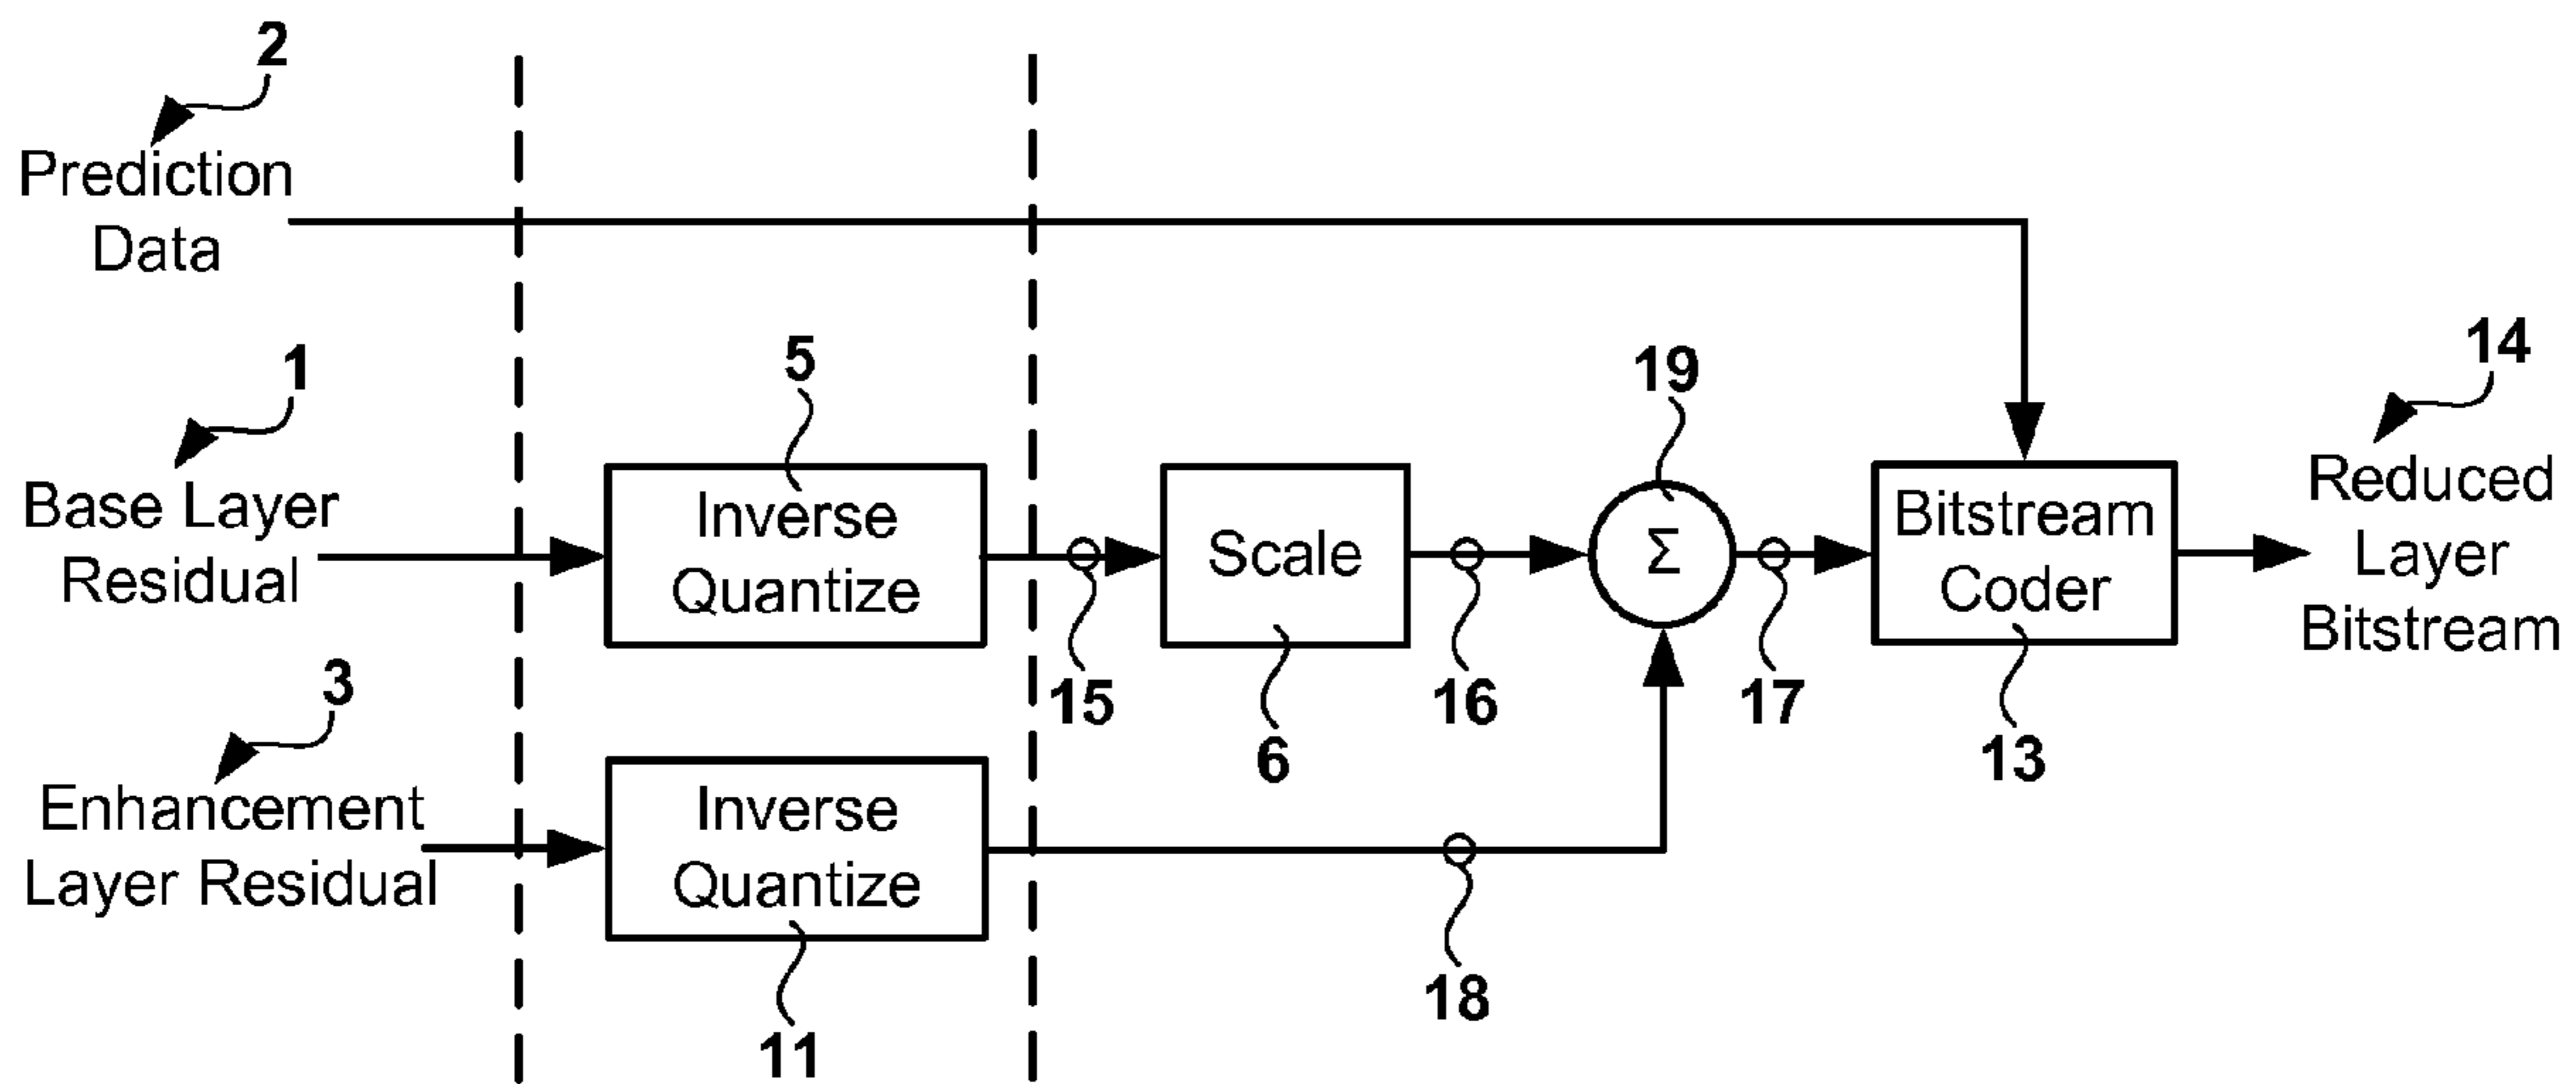 2
Prediction
Data
1
Base Layer
Residual
3
Enhancement
Layer Residual
5
Inverse
Quantize
Inverse
Quantize
11
15
Scale
6
16
18
19
Σ
17
Bitstream
Coder
13
14
Reduced
Layer
Bitstream